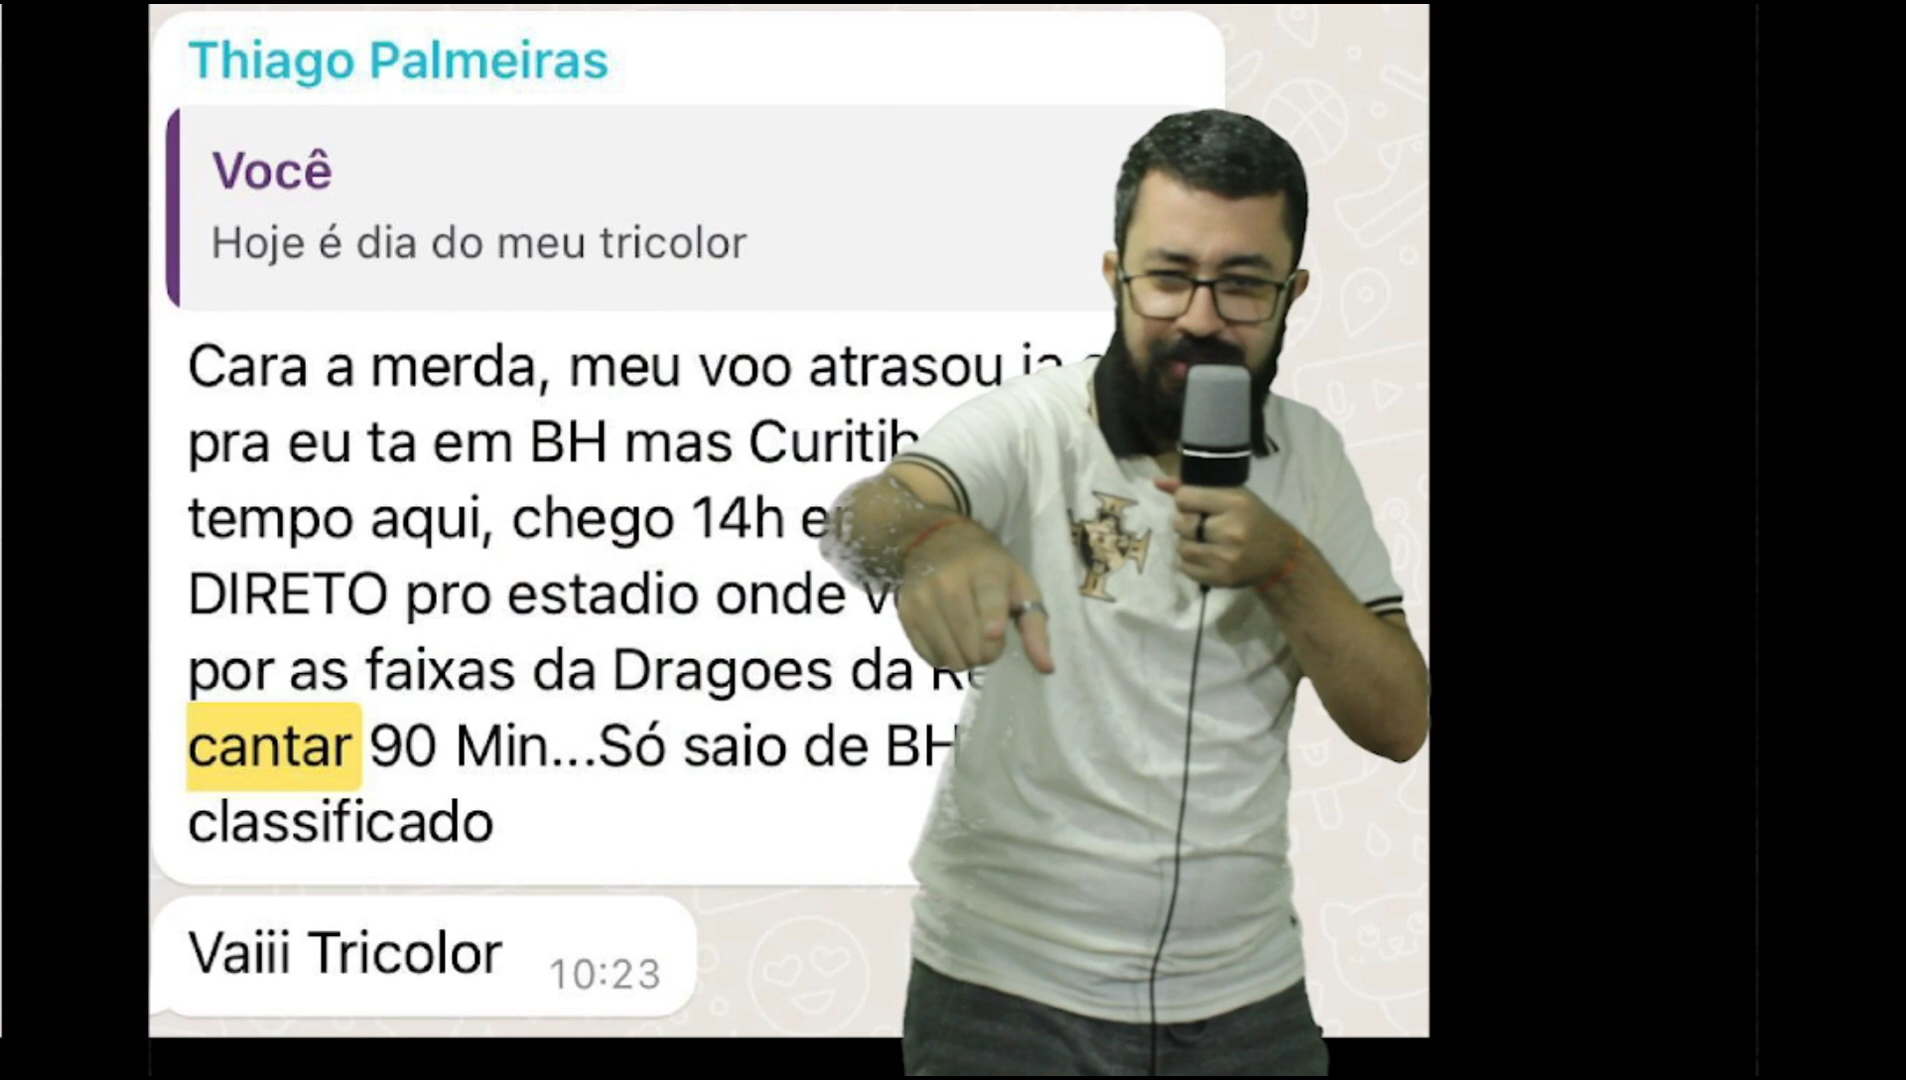 Thiago Palmeiras
Você
Hoje é dia do meu tricolor
Cara a merda, meu voo atrasou ja
pra eu ta em BH mas
tempo aqui, chego 14h
DIRETO pro estadio onde
por as faixas da Dragoes da
cantar 90 Min...Só saio de BH
classificado
Vaiii Tricolor
10:23